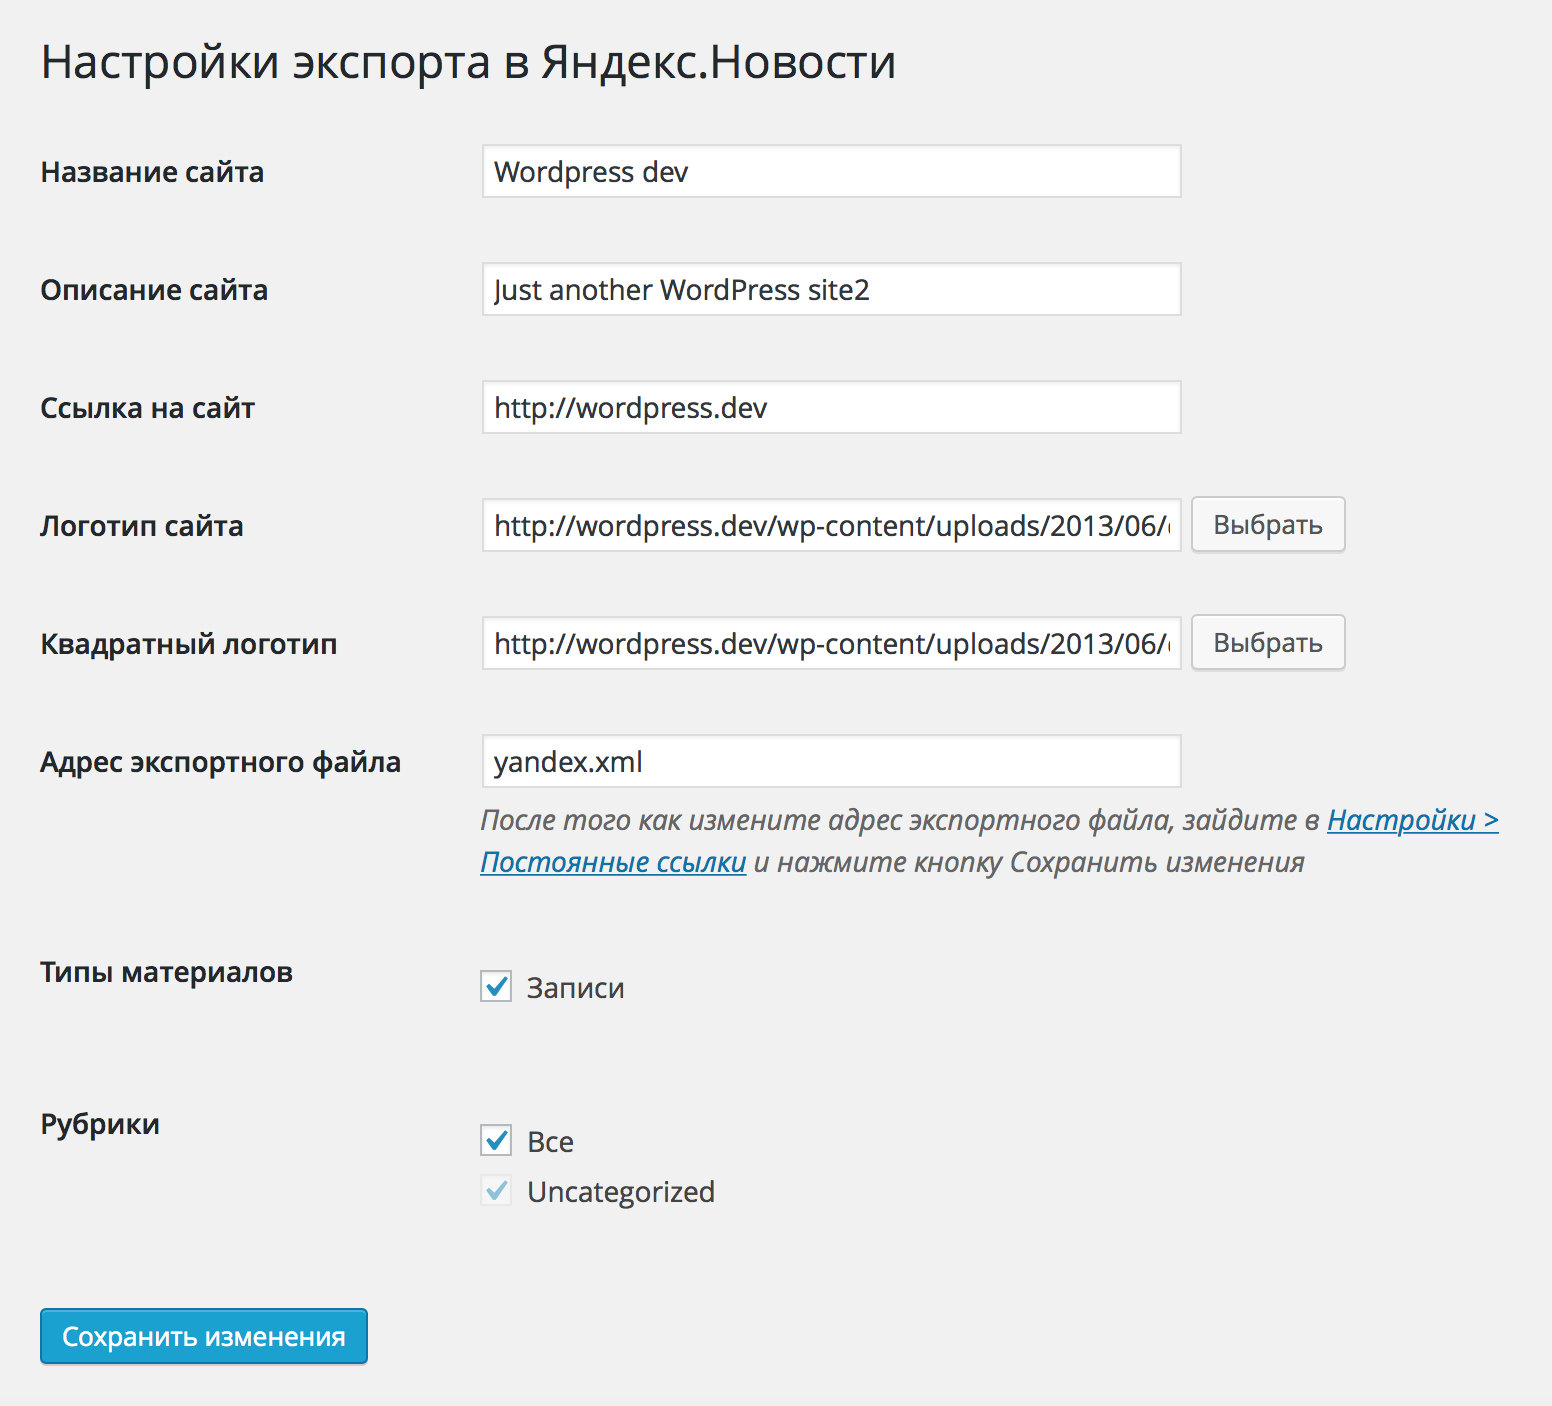 Настройки экспорта в Яндекс.Новости
Название сайта
Wordpress dev
Описание сайта
Just another WordPress site2
Ссылка на сайт
http://wordpress.dev
Логотип сайта
http://wordpress.dev/wp-content/uploads/2013/06/
Выбрать
Квадратный логотип
http://wordpress.dev/wp-content/uploads/2013/06/
Выбрать
Адрес экспортного файла
yandex.xml
После того как измените адрес экспортного файла, зайдите в Настройки >
Постоянные ссылки и нажмите кнопку Сохранить изменения
Типы материалов
Записи
Рубрики
Все
Uncategorized
Сохранить изменения